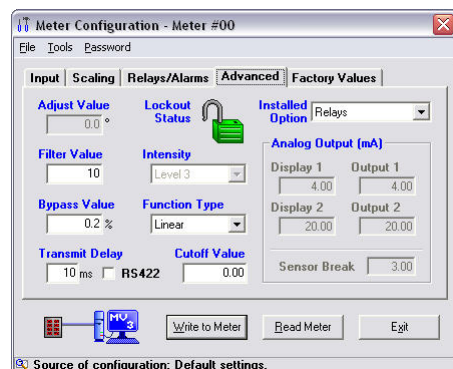 Meter Configuration - Meter #00
File Tools Password
Input Scaling Relays/Alarms Advanced Factory Values
Adjust Value
0.0 °
Lockout Status
Installed Option Relays
Filter Value
10
Intensity
Level 3
Analog Output (mA)
Display 1 Output 1
4.00 4.00
Bypass Value
0.2 %
Function Type
Linear
Display 2 Output 2
20.00 20.00
Transmit Delay
10 ms RS422
Cutoff Value
0.00
Sensor Break 3.00
MV 3
Write to Meter Read Meter Exit
Source of configuration: Default settings.